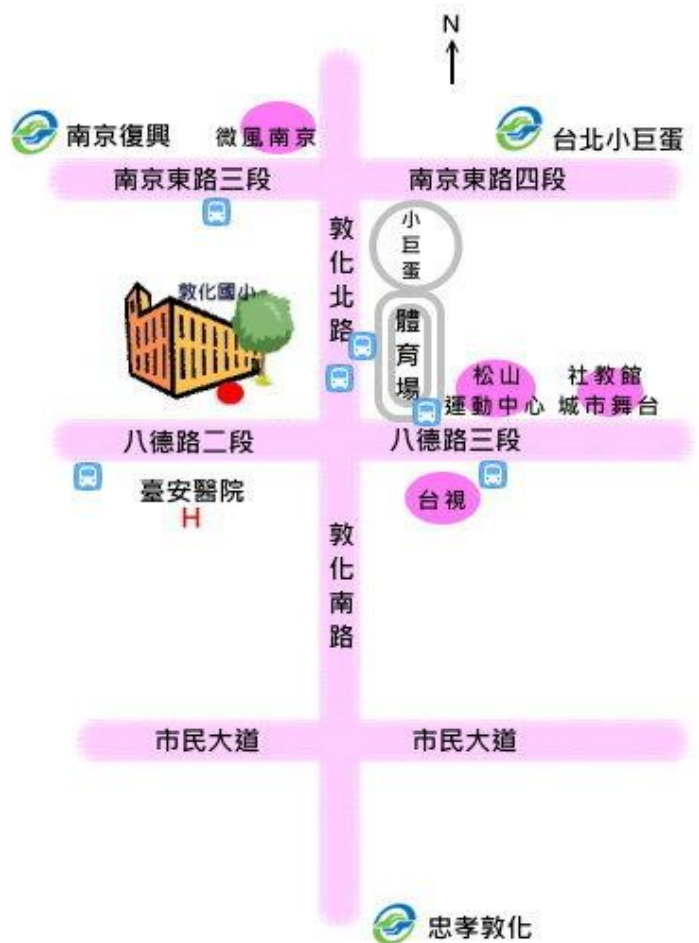 N
南京復興
微風南京
台北小巨蛋
南京東路三段
南京東路四段
敦化北路
小巨蛋
敦化國小
體育場
松山
運動中心
社教館
城市舞台
八德路二段
八德路三段
臺安醫院
H
台視
敦化南路
市民大道
市民大道
忠孝敦化